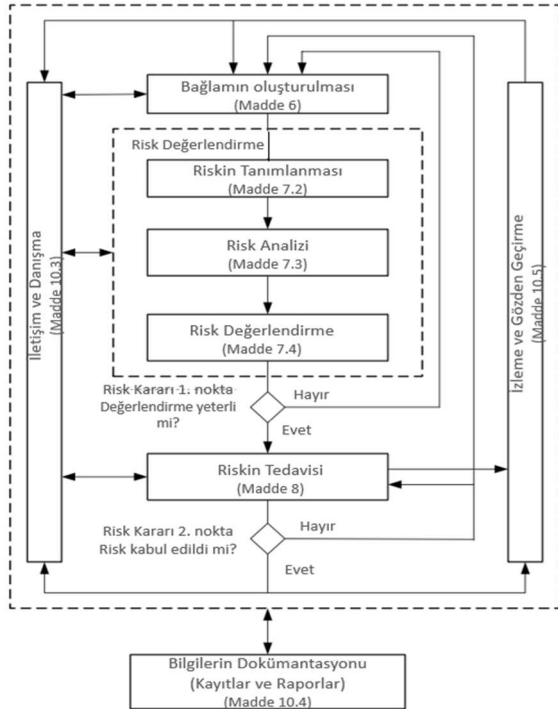 Bağlamın oluşturulması
(Madde 6)
Risk Değerlendirme
Riskin Tanımlanması
(Madde 7.2)
Risk Analizi
(Madde 7.3)
Risk Değerlendirme
(Madde 7.4)
İletişim ve Danışma
(Madde 10.3)
İzleme ve Gözden Geçirme
(Madde 10.5)
Risk Kararı 1. nokta
Değerlendirme yeterli
mi?
Hayır
Evet
Riskin Tedavisi
(Madde 8)
Risk Kararı 2. nokta
Risk kabul edildi mi?
Hayır
Evet
Bilgilerin Dokümantasyonu
(Kayıtlar ve Raporlar)
(Madde 10.4)